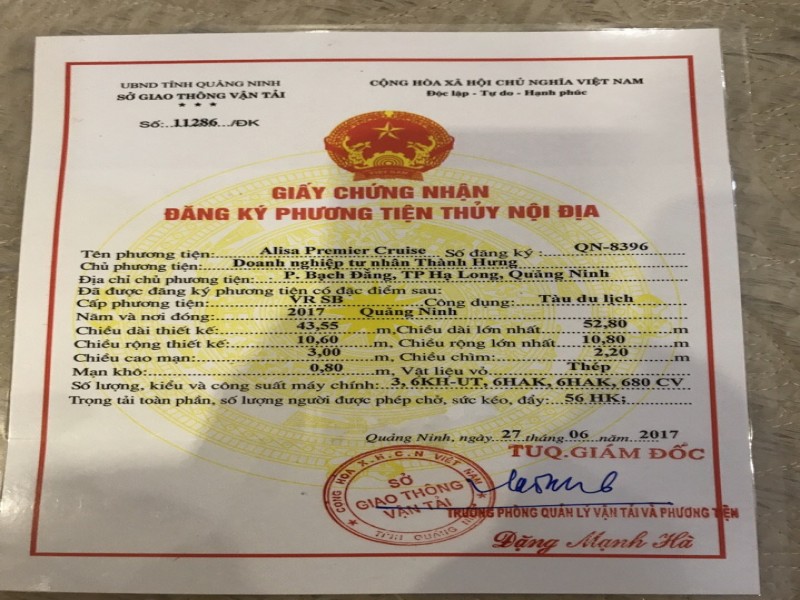 UBND TỈNH QUẢNG NINH
SỞ GIAO THÔNG VẬN TẢI
Số: 11286 /ĐK
CỘNG HÒA XÃ HỘI CHỦ NGHĨA VIỆT NAM
Độc lập - Tự do - Hạnh phúc
VIỆT NAM
GIẤY CHỨNG NHẬN
ĐĂNG KÝ PHƯƠNG TIỆN THỦY NỘI ĐỊA
Tên phương tiện: Alisa Premier Cruise Số đăng ký: QN-8396
Chủ phương tiện: Doanh nghiệp tư nhân Thành Hưng
Địa chỉ chủ phương tiện: P. Bạch Đằng, TP Hạ Long, Quảng Ninh
Đã được đăng ký phương tiện có đặc điểm sau:
Cấp phương tiện: VR SB Công dụng: Tàu du lịch
Năm và nơi đóng: 2017 Quảng Ninh
Chiều dài thiết kế: 43,55 m, Chiều dài lớn nhất 52,80 m
Chiều rộng thiết kế: 10,60 m, Chiều rộng lớn nhất 10,80 m
Chiều cao mạn: 3,00 m, Chiều chìm: 2,20 m
Mạn khô: 0,80 m, Vật liệu vỏ Thép
Số lượng, kiểu và công suất máy chính: 3, 6KH-UT, 6HAK, 6HAK, 680 CV
Trọng tải toàn phần, số lượng người được phép chở, sức kéo, đẩy: 56 HK;
Quảng Ninh, ngày 27 tháng 06 năm 2017
TUQ.GIÁM ĐỐC
CỘNG HÒA X.H.C.N VIỆT NAM
SỞ
GIAO THÔNG
VẬN TẢI
TỈNH QUẢNG
TRƯỞNG PHÒNG QUẢN LÝ VẬN TẢI VÀ PHƯƠNG TIỆN
Đặng Mạnh Hà